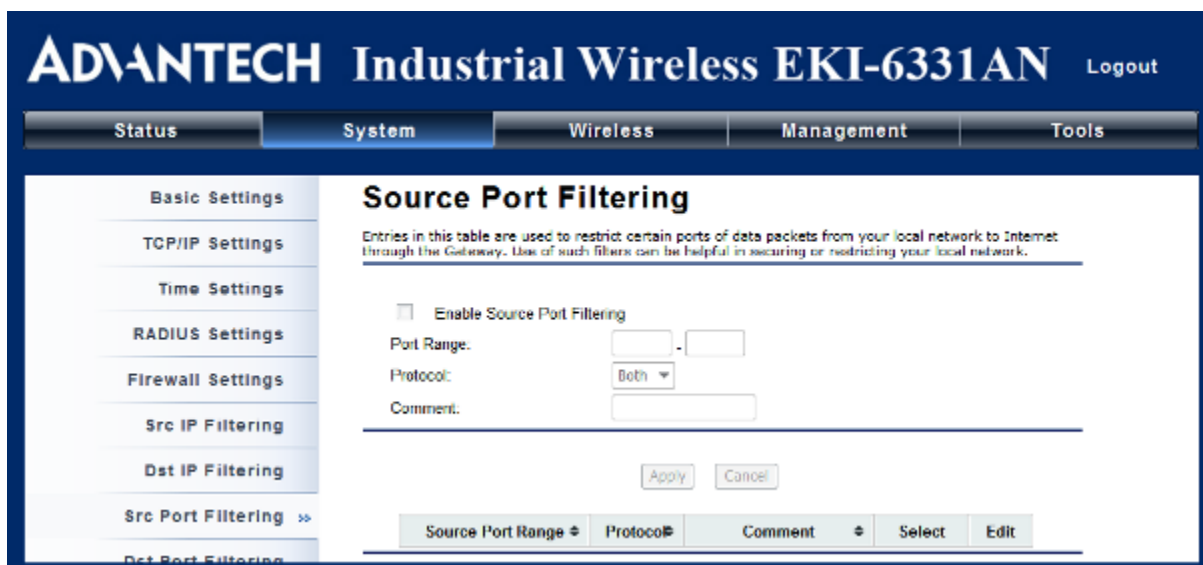 ADVANTECH Industrial Wireless EKI-6331AN Logout
Status System Wireless Management Tools
Basic Settings
TCP/IP Settings
Time Settings
RADIUS Settings
Firewall Settings
Src IP Filtering
Dst IP Filtering
Src Port Filtering »
Dst Port Filtering
Source Port Filtering
Entries in this table are used to restrict certain ports of data packets from your local network to Internet
through the Gateway. Use of such filters can be helpful in securing or restricting your local network.
Enable Source Port Filtering
Port Range: -
Protocol: Both
Comment:
Apply Cancel
Source Port Range Protocol Comment Select Edit